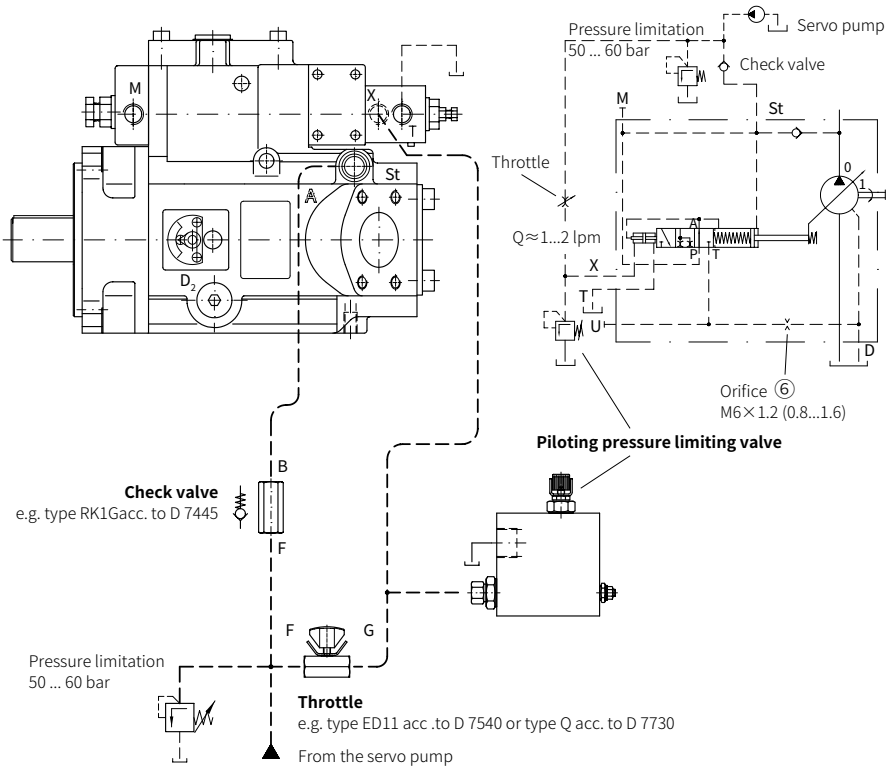 Pressure limitation
50 ... 60 bar
Servo pump
Check valve
M
St
Throttle
0
1
Q≈1...2 lpm
A
P
T
X
T
U
D
Orifice ⑥
M6×1.2 (0.8...1.6)
Piloting pressure limiting valve
M
X
T
A
St
D2
B
Check valve
e.g. type RK1Gacc. to D 7445
F
F
G
Pressure limitation
50 ... 60 bar
Throttle
e.g. type ED11 acc .to D 7540 or type Q acc. to D 7730
From the servo pump